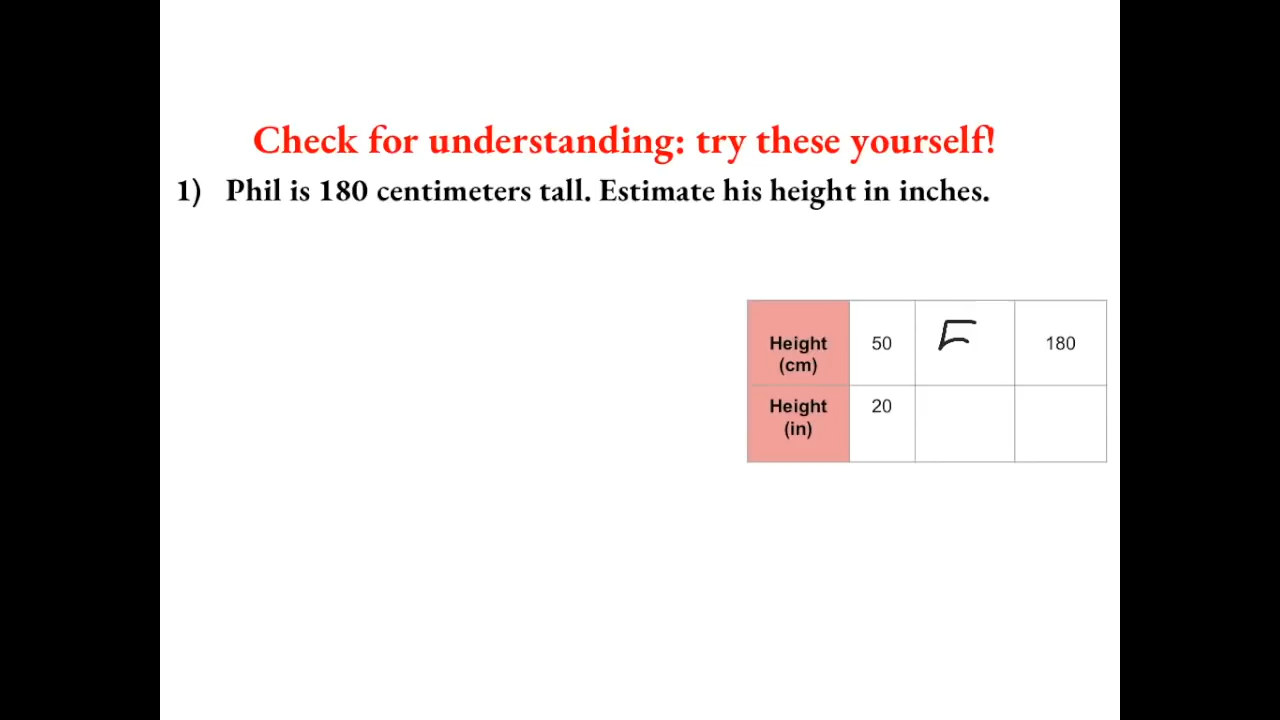 Check for understanding: try these yourself!
1) Phil is 180 centimeters tall. Estimate his height in inches.
Height (cm) 50 180
Height (in) 20